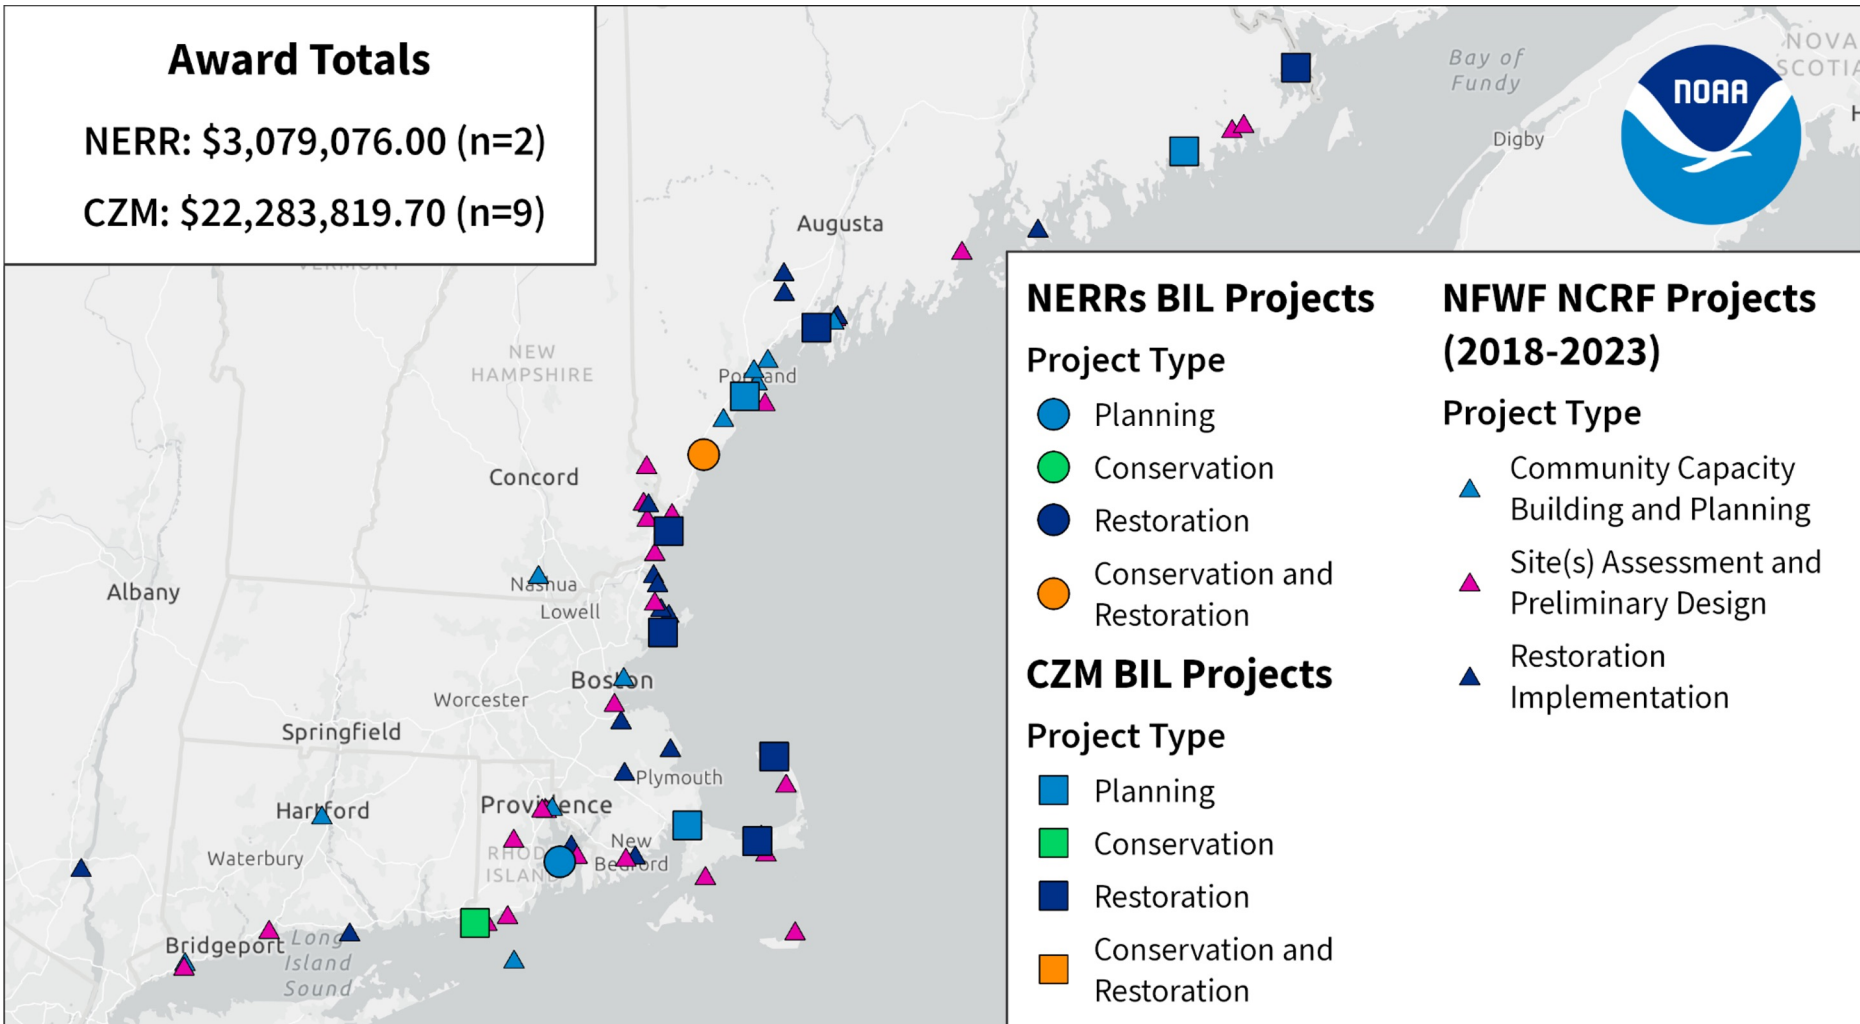 Award Totals
NERR: $3,079,076.00 (n=2)
CZM: $22,283,819.70 (n=9)
VERMONT
NEW
HAMPSHIRE
Augusta
Portland
Concord
Nashua
Lowell
Albany
Boston
Worcester
Springfield
Plymouth
Hartford
Providence
Waterbury
RHODE
ISLAND
New
Bedford
Bridgeport
Long
Island
Sound
Bay of
Fundy
Digby
NOVA
SCOTIA
H
NOAA
NERRs BIL Projects
Project Type
Planning
Conservation
Restoration
Conservation and
Restoration
CZM BIL Projects
Project Type
Planning
Conservation
Restoration
Conservation and
Restoration
NFWF NCRF Projects
(2018-2023)
Project Type
Community Capacity
Building and Planning
Site(s) Assessment and
Preliminary Design
Restoration
Implementation